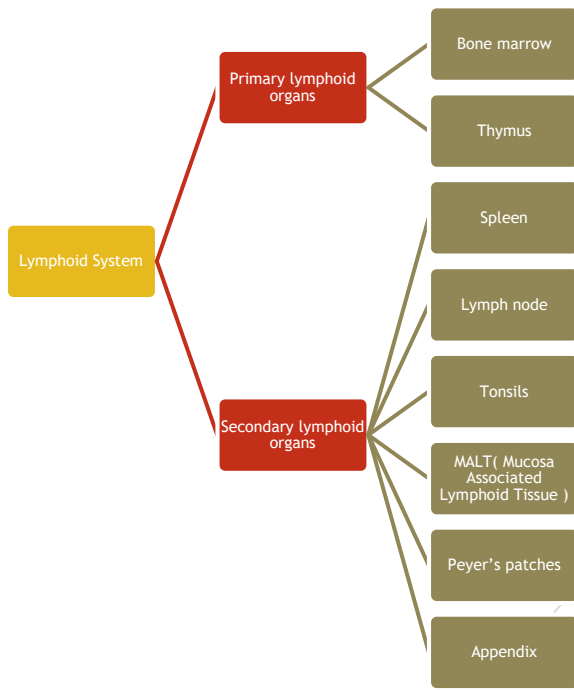 Lymphoid System
Primary lymphoid
organs
Bone marrow
Thymus
Secondary lymphoid
organs
Spleen
Lymph node
Tonsils
MALT( Mucosa
Associated
Lymphoid Tissue )
Peyer’s patches
Appendix